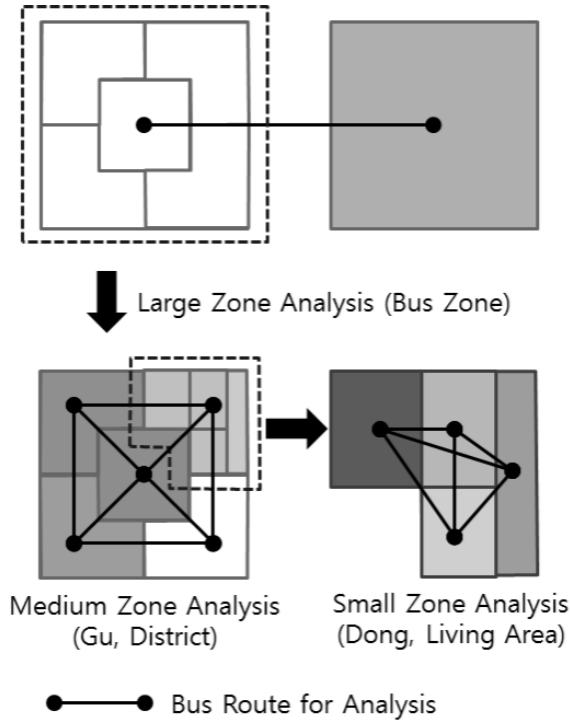 Large Zone Analysis (Bus Zone)
Medium Zone Analysis
(Gu, District)
Small Zone Analysis
(Dong, Living Area)
Bus Route for Analysis